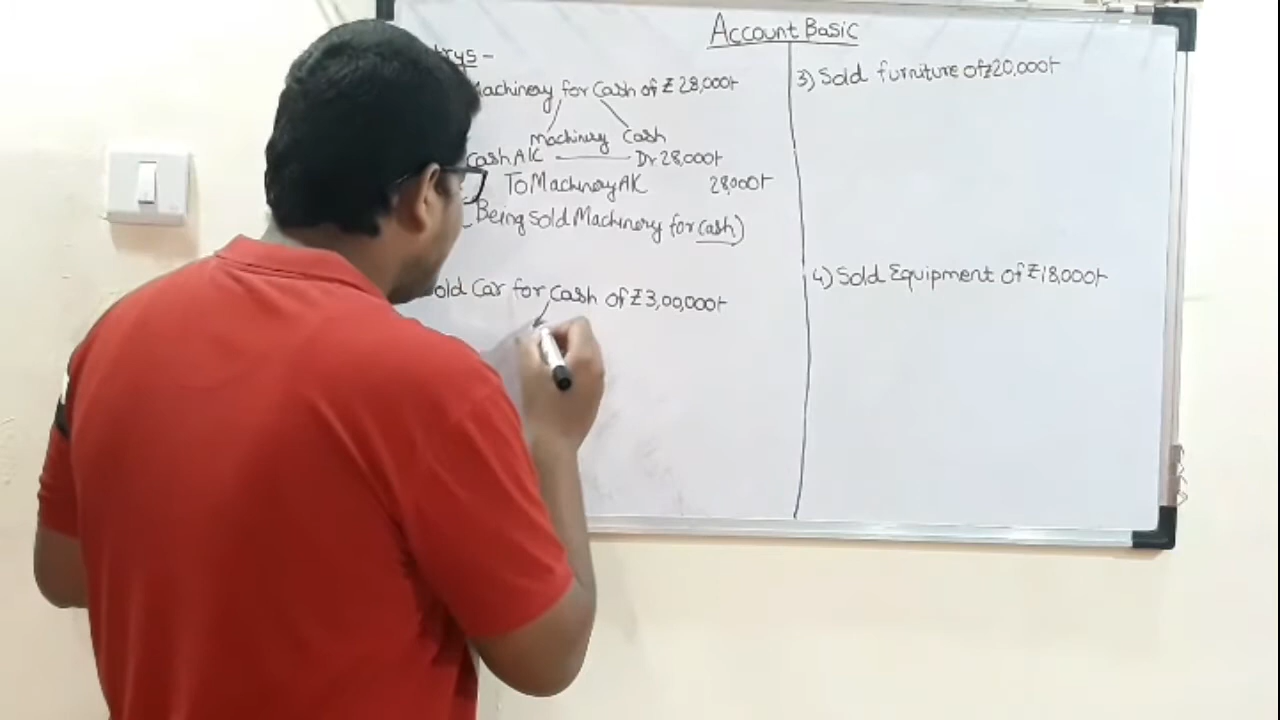 Account Basic
trys -
Machinery for Cash of ₹ 28,000/-
Machinery Cash
Cash A/c Dr 28,000/-
To Machinery A/c 28,000/-
(Being Sold Machinery for cash)
old Car for Cash of ₹3,00,000/-
3) Sold furniture of ₹20,000/-
4) Sold Equipment of ₹18,000/-